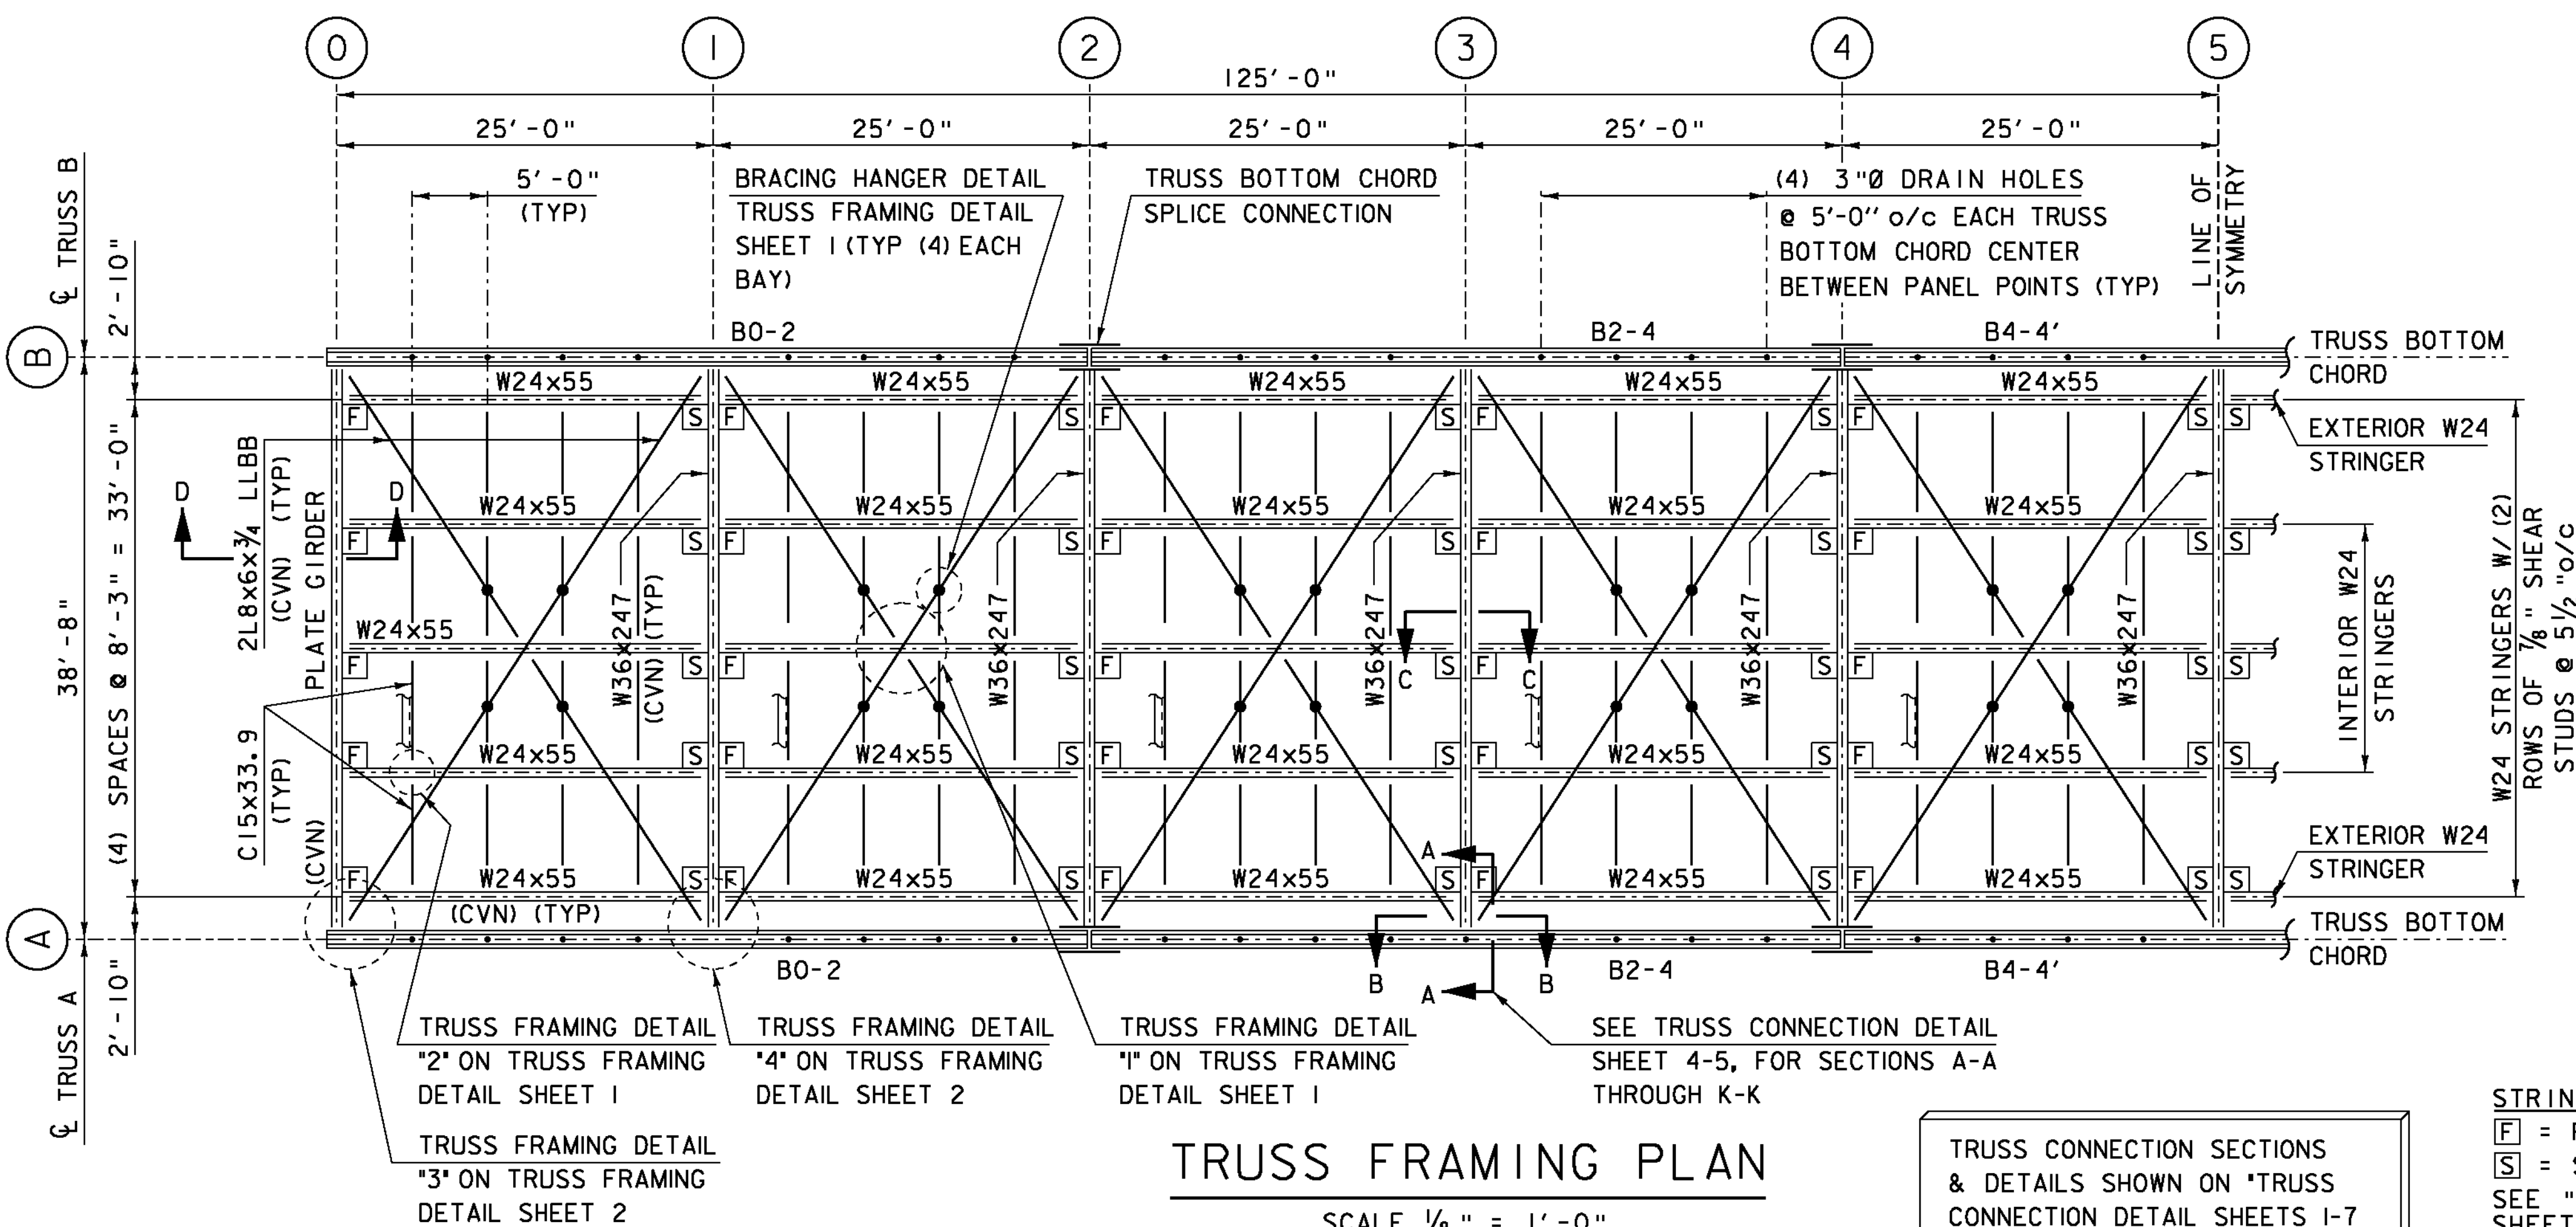 0 1 2 3 4 5
125'-0"
25'-0" 25'-0" 25'-0" 25'-0" 25'-0"
5'-0"
(TYP)
BRACING HANGER DETAIL
TRUSS FRAMING DETAIL
SHEET 1 (TYP (4) EACH
BAY)
TRUSS BOTTOM CHORD
SPLICE CONNECTION
(4) 3"Ø DRAIN HOLES
@ 5'-0" o/c EACH TRUSS
BOTTOM CHORD CENTER
BETWEEN PANEL POINTS (TYP)
LINE OF
SYMMETRY
℄ TRUSS B
2'-10"
B
B0-2 B2-4 B4-4'
TRUSS BOTTOM
CHORD
W24x55 W24x55 W24x55 W24x55 W24x55
F S F S F S F S F S S
EXTERIOR W24
STRINGER
2L8x6x¾ LLBB
(CVN) (TYP)
D D
W24x55 W24x55 W24x55 W24x55 W24x55
F S F S F S F S F S S
38'-8"
(4) SPACES @ 8'-3" = 33'-0"
PLATE GIRDER
(CVN)
W36x247
(CVN) (TYP)
W36x247
W36x247
W36x247
W36x247
C C
W24x55
F S F S F S F S F S S
INTERIOR W24
STRINGERS
W24 STRINGERS W/ (2)
ROWS OF ⅞" SHEAR
STUDS @ 5½"o/c
C15x33.9
(TYP)
F S F S F S F S F S S
W24x55 W24x55 W24x55 W24x55 W24x55
F S F S F S F S F S S
W24x55 W24x55 W24x55 W24x55 W24x55
(CVN) (TYP)
EXTERIOR W24
STRINGER
A
A
B B
A
TRUSS BOTTOM
CHORD
B0-2 B2-4 B4-4'
2'-10"
℄ TRUSS A
TRUSS FRAMING DETAIL
"2" ON TRUSS FRAMING
DETAIL SHEET 1
TRUSS FRAMING DETAIL
"4" ON TRUSS FRAMING
DETAIL SHEET 2
TRUSS FRAMING DETAIL
"1" ON TRUSS FRAMING
DETAIL SHEET 1
SEE TRUSS CONNECTION DETAIL
SHEET 4-5, FOR SECTIONS A-A
THROUGH K-K
TRUSS FRAMING DETAIL
"3" ON TRUSS FRAMING
DETAIL SHEET 2
TRUSS FRAMING PLAN
SCALE ⅛" = 1'-0"
TRUSS CONNECTION SECTIONS
& DETAILS SHOWN ON "TRUSS
CONNECTION DETAIL SHEETS 1-7
F =
S =
SEE "